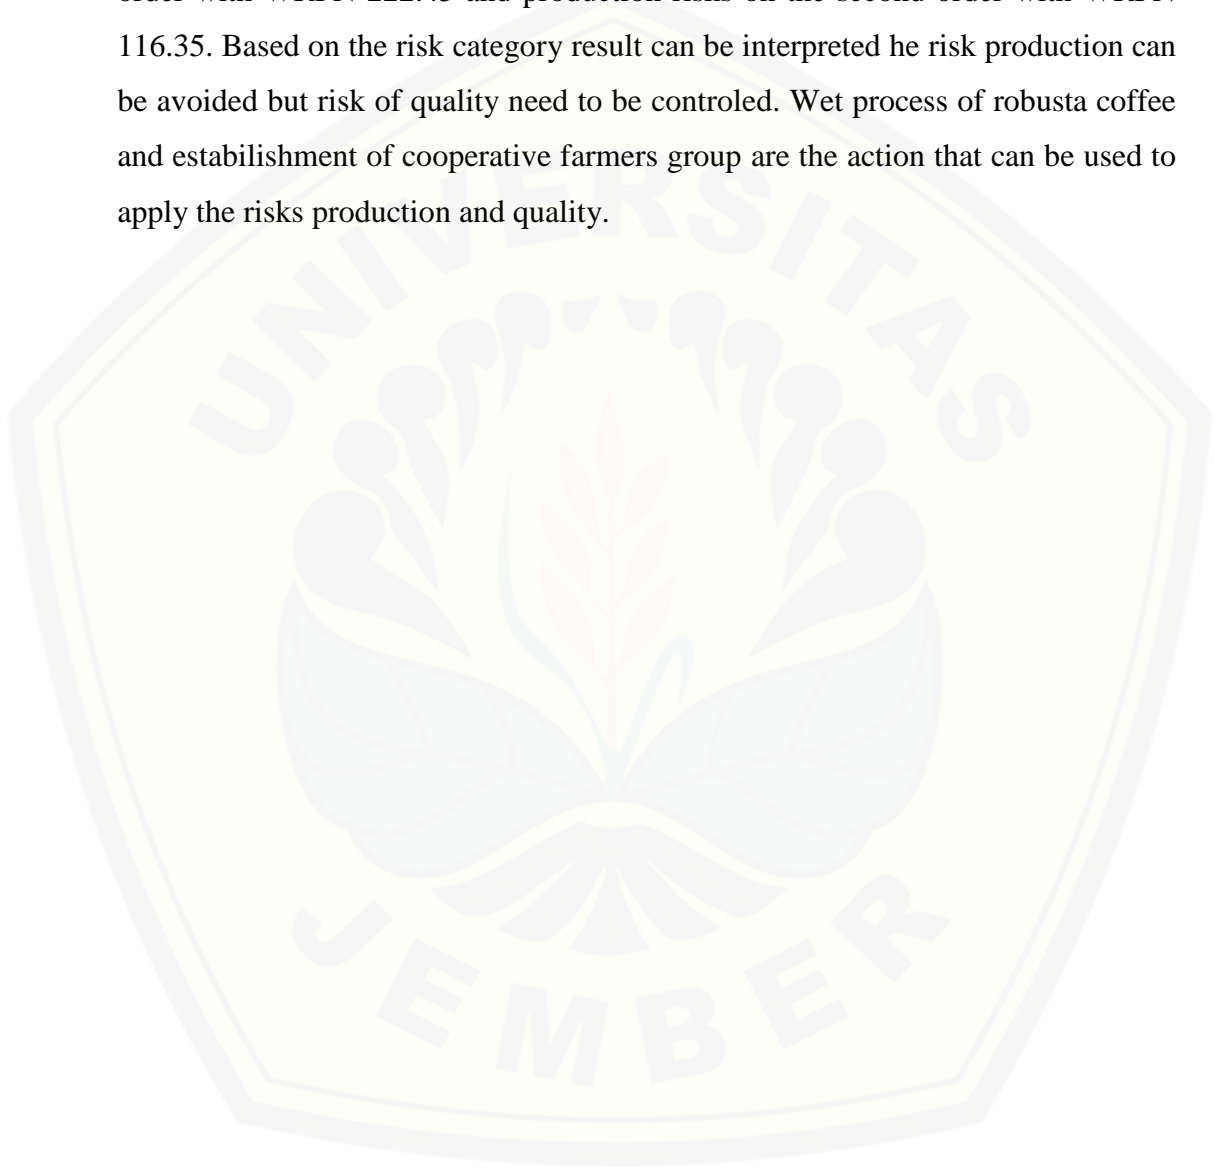 116.35. Based on the risk category result can be interpreted he risk production can
be avoided but risk of quality need to be controled. Wet process of robusta coffee
and estabilishment of cooperative farmers group are the action that can be used to
apply the risks production and quality.
UNIVERSITAS
JEMBER